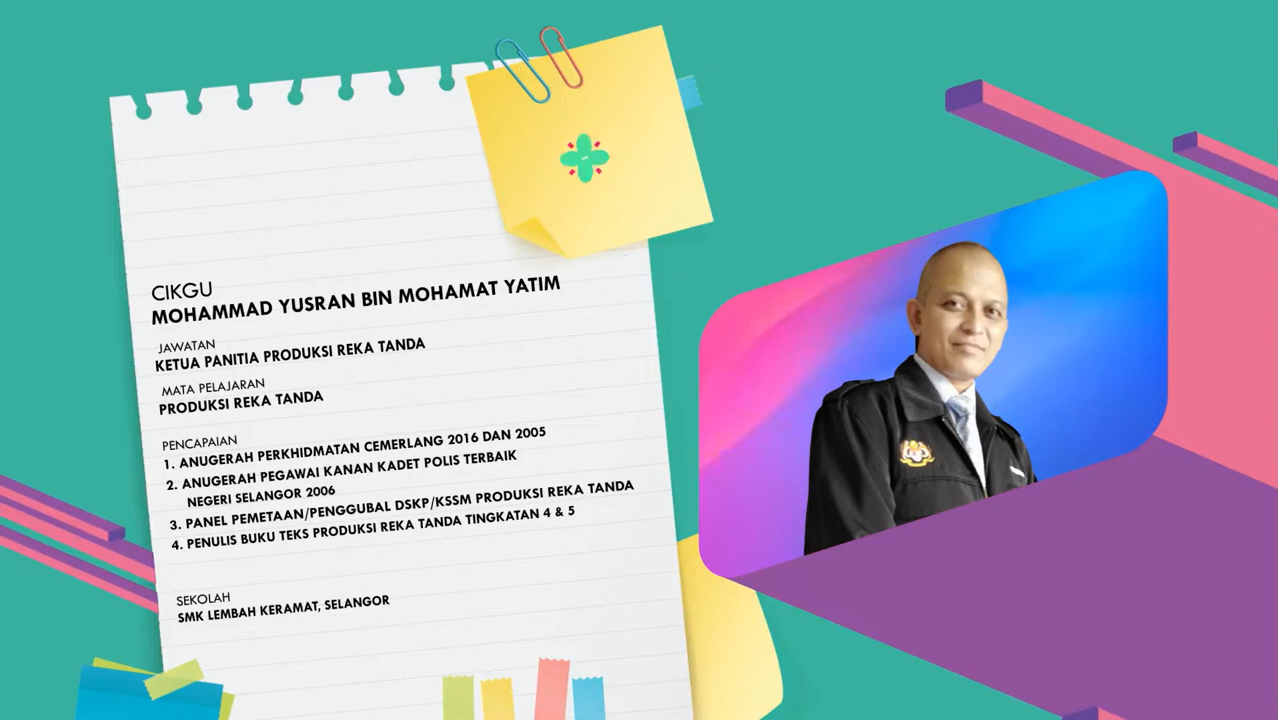 CIKGU
MOHAMMAD YUSRAN BIN MOHAMAT YATIM
JAWATAN
KETUA PANITIA PRODUKSI REKA TANDA
MATA PELAJARAN
PRODUKSI REKA TANDA
PENCAPAIAN
1. ANUGERAH PERKHIDMATAN CEMERLANG 2016 DAN 2005
2. ANUGERAH PEGAWAI KANAN KADET POLIS TERBAIK
NEGERI SELANGOR 2006
3. PANEL PEMETAAN/PENGGUBAL DSKP/KSSM PRODUKSI REKA TANDA
4. PENULIS BUKU TEKS PRODUKSI REKA TANDA TINGKATAN 4 & 5
SEKOLAH
SMK LEMBAH KERAMAT, SELANGOR